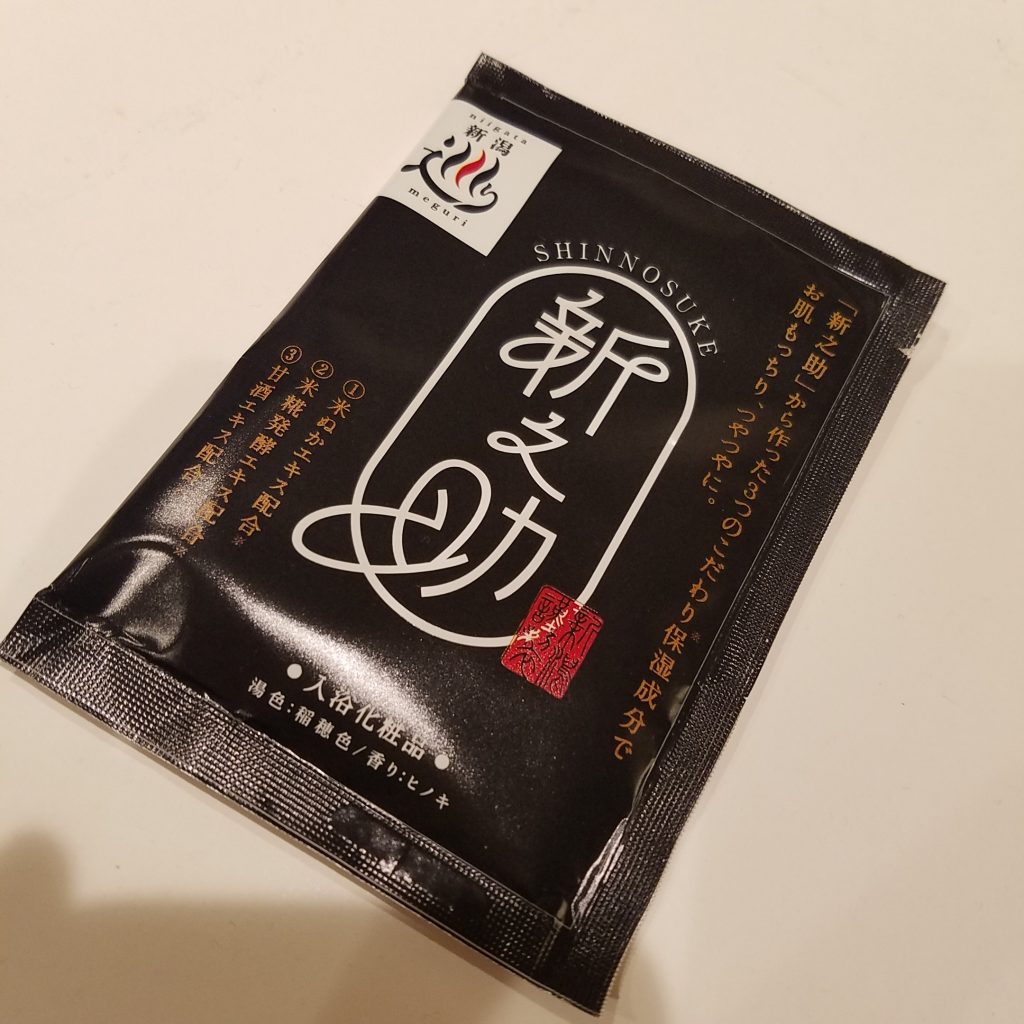 niigata
新潟
巡り
meguri
SHINNOSUKE
新之助
「新之助」から作った3つのこだわり保湿成分で※
お肌もっちり、つやつやに。
①米ぬかエキス配合※
②米糀発酵エキス配合※
③甘酒エキス配合※
●入浴化粧品●
湯色:稲穂色/香り:ヒノキ